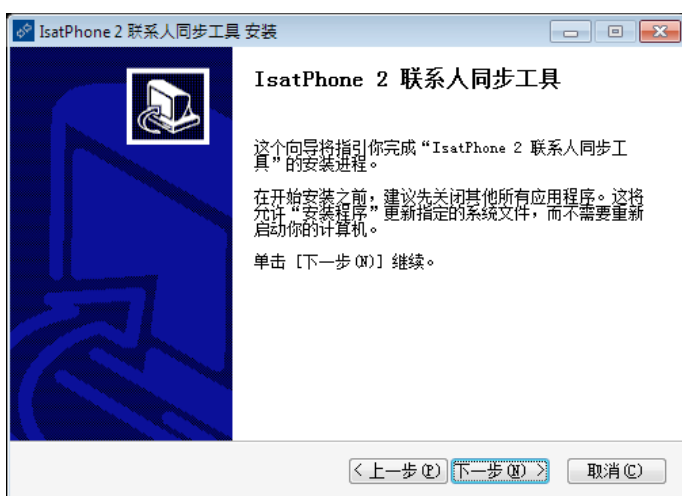 IsatPhone 2 联系人同步工具 安装
IsatPhone 2 联系人同步工具
这个向导将指引你完成“IsatPhone 2 联系人同步工
具”的安装进程。
在开始安装之前，建议先关闭其他所有应用程序。这将
允许“安装程序”更新指定的系统文件，而不需要重新
启动你的计算机。
单击 [下一步(N)] 继续。
< 上一步(P) 下一步(N) > 取消(C)